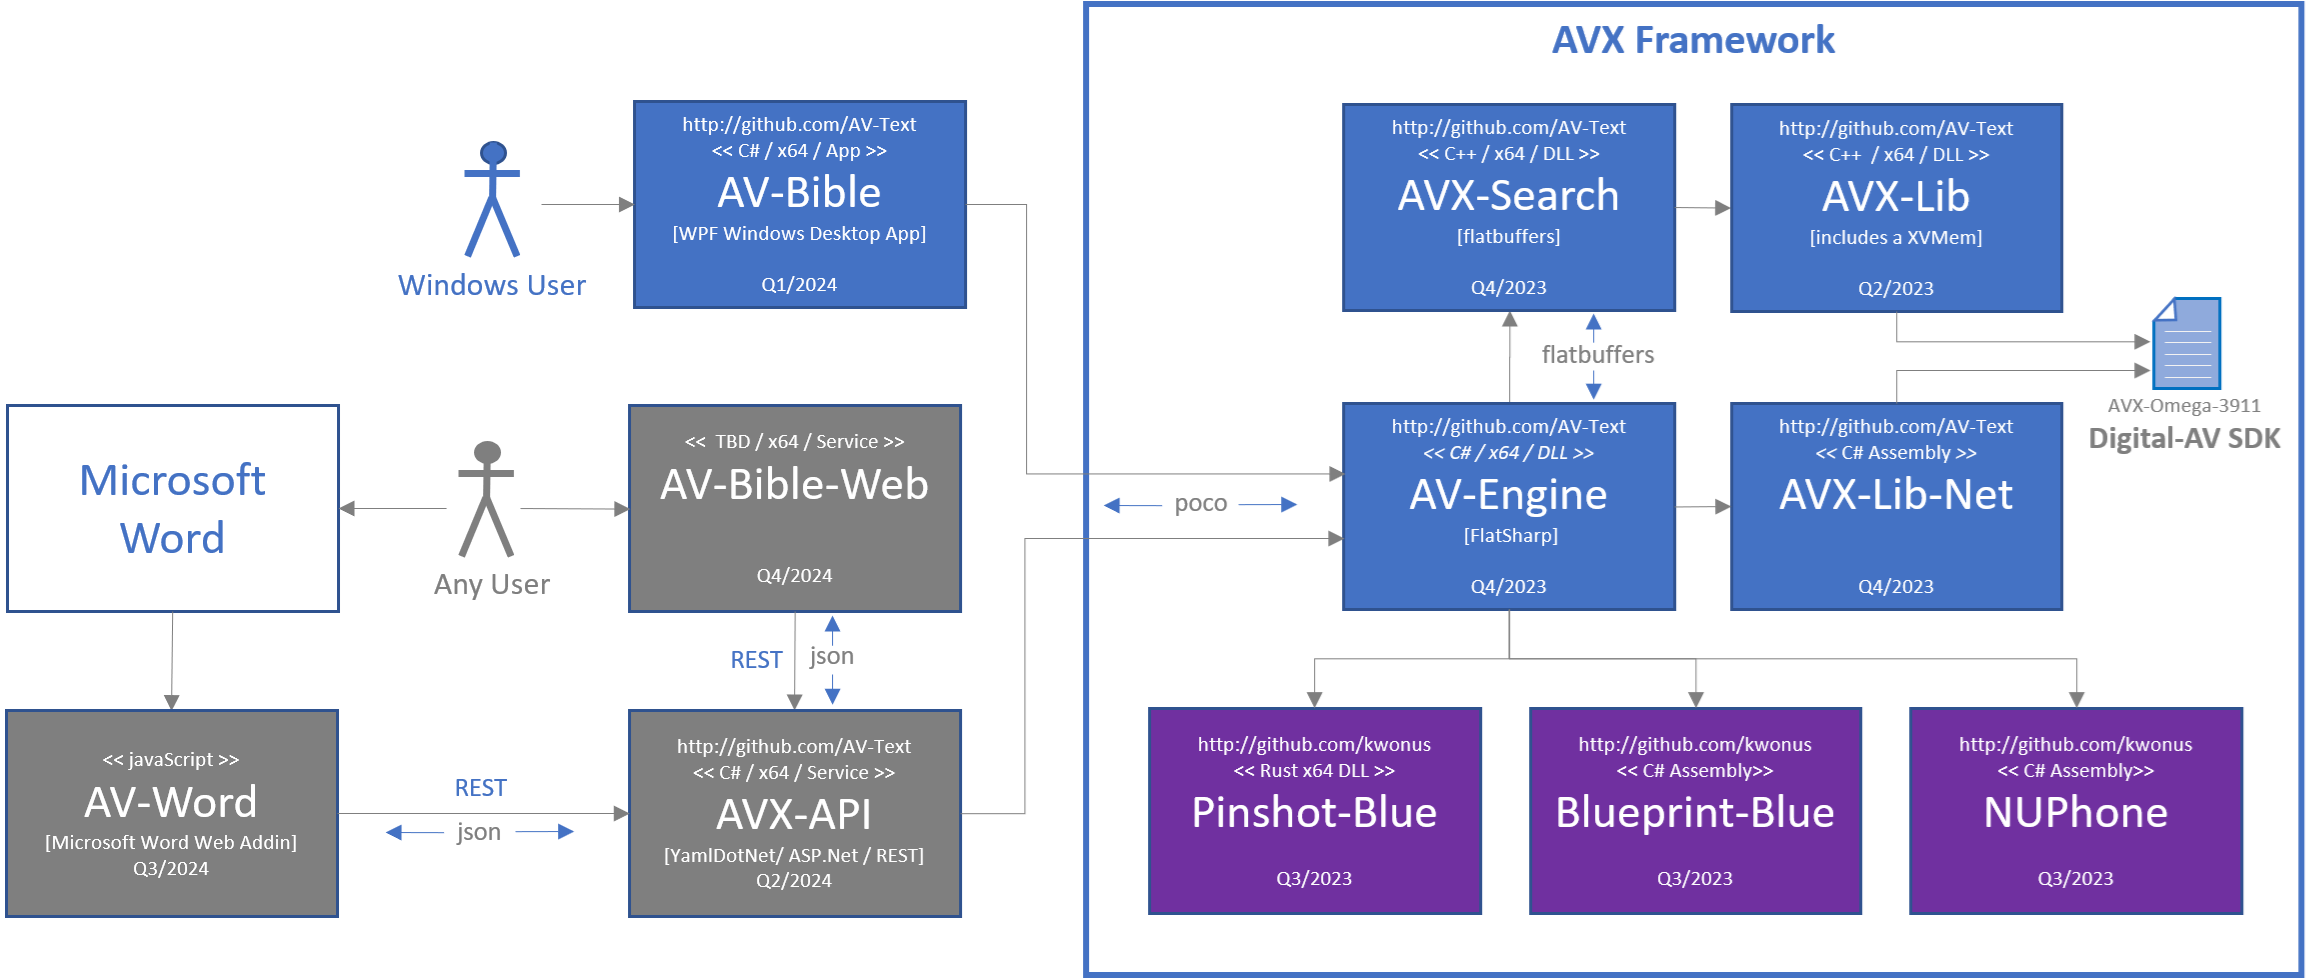 AVX Framework
http://github.com/AV-Text
<< C# / x64 / App >>
AV-Bible
[WPF Windows Desktop App]
Q1/2024
Windows User
http://github.com/AV-Text
<< C++ / x64 / DLL >>
AVX-Search
[flatbuffers]
Q4/2023
http://github.com/AV-Text
<< C++ / x64 / DLL >>
AVX-Lib
[includes a XVMem]
Q2/2023
flatbuffers
AVX-Omega-3911
Digital-AV SDK
Microsoft
Word
Any User
<< TBD / x64 / Service >>
AV-Bible-Web
Q4/2024
poco
http://github.com/AV-Text
<< C# / x64 / DLL >>
AV-Engine
[FlatSharp]
Q4/2023
http://github.com/AV-Text
<< C# Assembly >>
AVX-Lib-Net
Q4/2023
REST
json
<< javaScript >>
AV-Word
[Microsoft Word Web Addin]
Q3/2024
REST
json
http://github.com/AV-Text
<< C# / x64 / Service >>
AVX-API
[YamlDotNet/ ASP.Net / REST]
Q2/2024
http://github.com/kwonus
<< Rust x64 DLL >>
Pinshot-Blue
Q3/2023
http://github.com/kwonus
<< C# Assembly>>
Blueprint-Blue
Q3/2023
http://github.com/kwonus
<< C# Assembly>>
NUPhone
Q3/2023